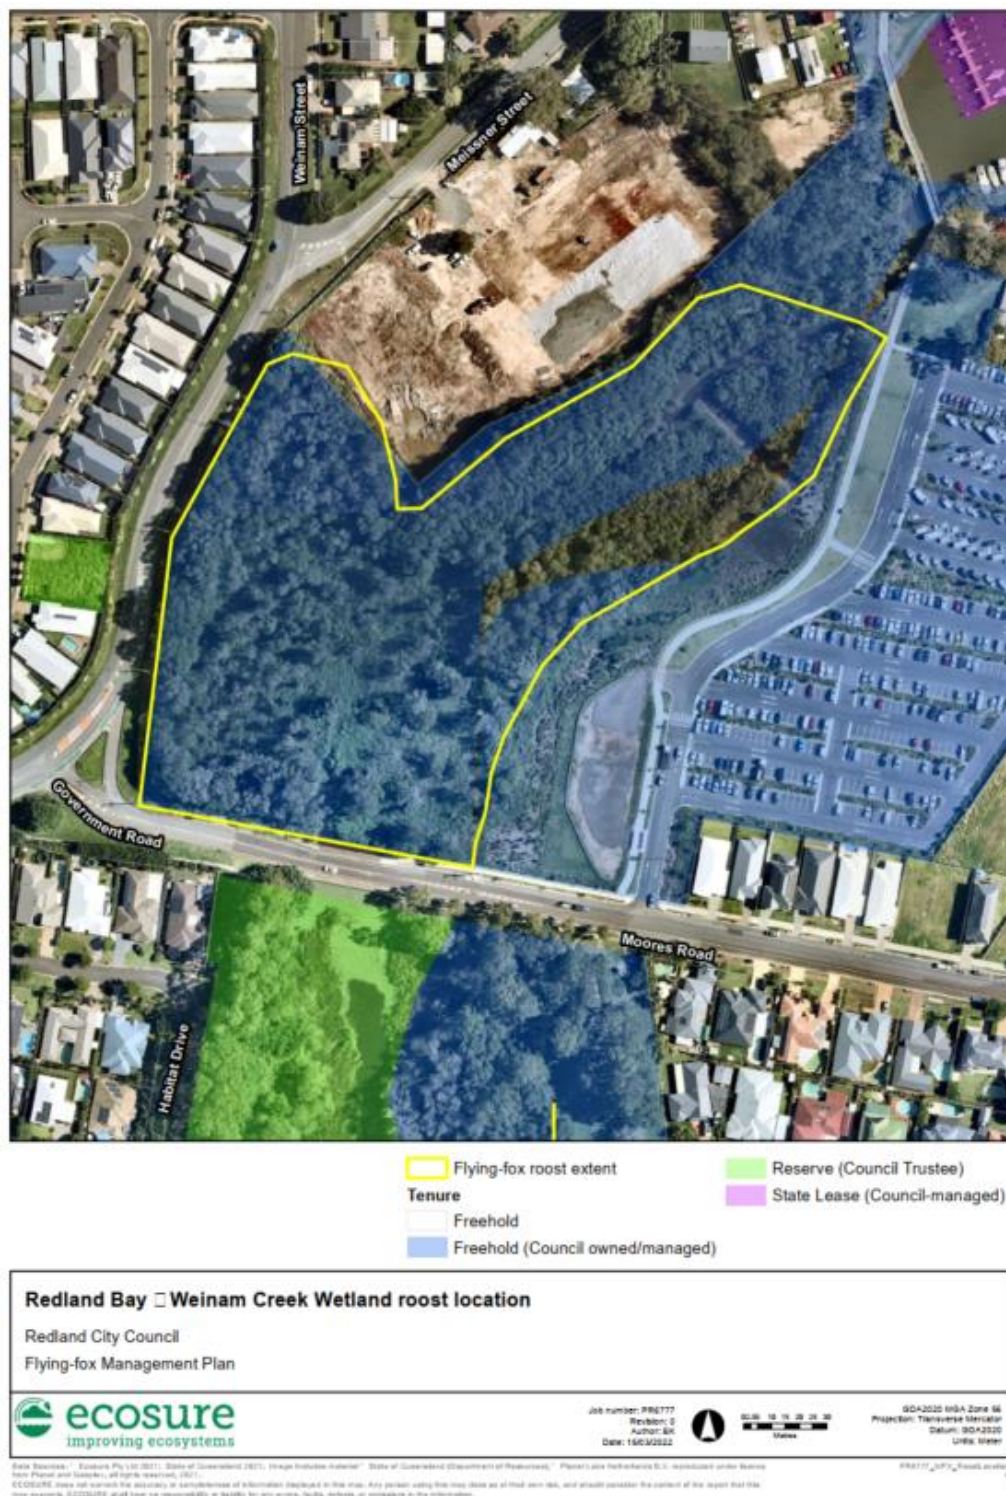 Weinam Street
Meissner Street
Government Road
Moores Road
Habitat Drive
Flying-fox roost extent
Tenure
Freehold
Freehold (Council owned/managed)
Reserve (Council Trustee)
State Lease (Council-managed)
Redland Bay □ Weinam Creek Wetland roost location
Redland City Council
Flying-fox Management Plan
ecosure
improving ecosystems
Job number: PR6777
Revision: 0
Author: EK
Date: 16/03/2022
Metres
GDA2020 MGA Zone 56
Projection: Transverse Mercator
Datum: GDA2020
Units: Meter